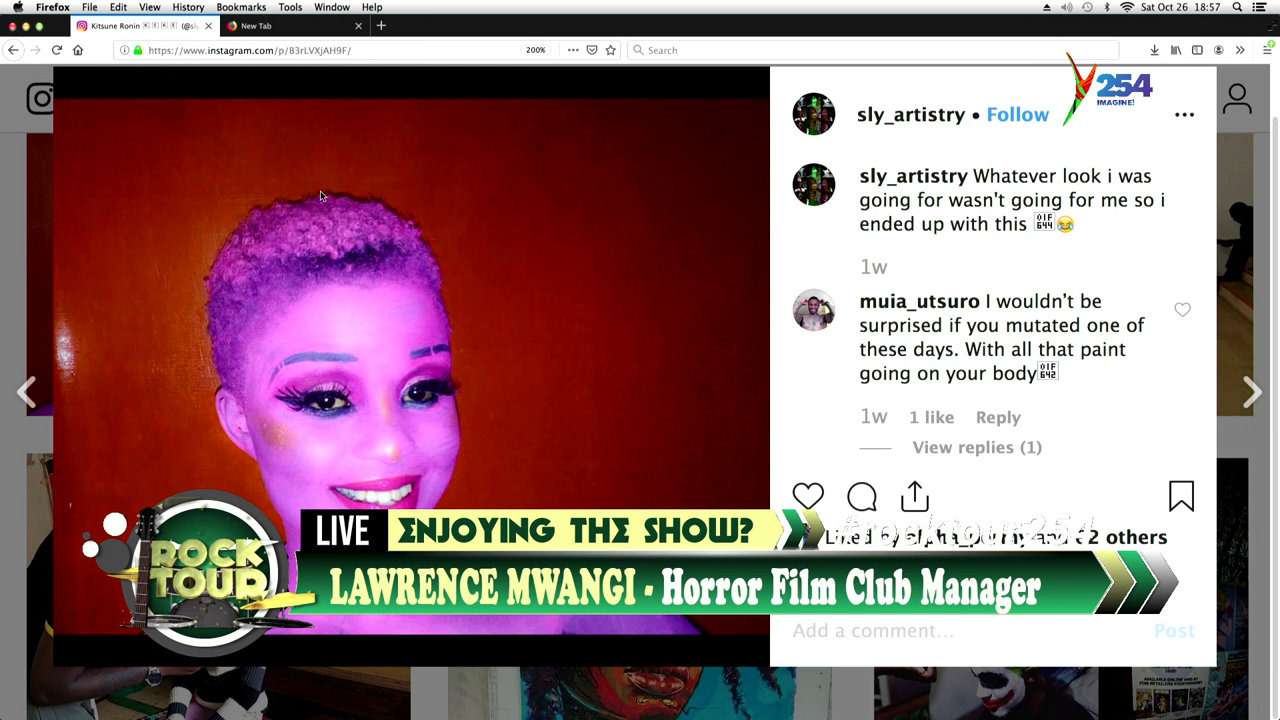 Firefox File Edit View History Bookmarks Tools Window Help
Sat Oct 26 18:57
Kitsune Ronin
New Tab
https://www.instagram.com/p/B3rLVXjAH9F/
200%
Search
254
IMAGINE!
sly_artistry • Follow
sly_artistry Whatever look i was
going for wasn't going for me so i
ended up with this 😂
1w
muia_utsuro I wouldn't be
surprised if you mutated one of
these days. With all that paint
going on your body
1w 1 like Reply
View replies (1)
LIVE
ENJOYING THE SHOW?
#rocktour254
others
ROCK
TOUR
LAWRENCE MWANGI - Horror Film Club Manager
Add a comment...
Post